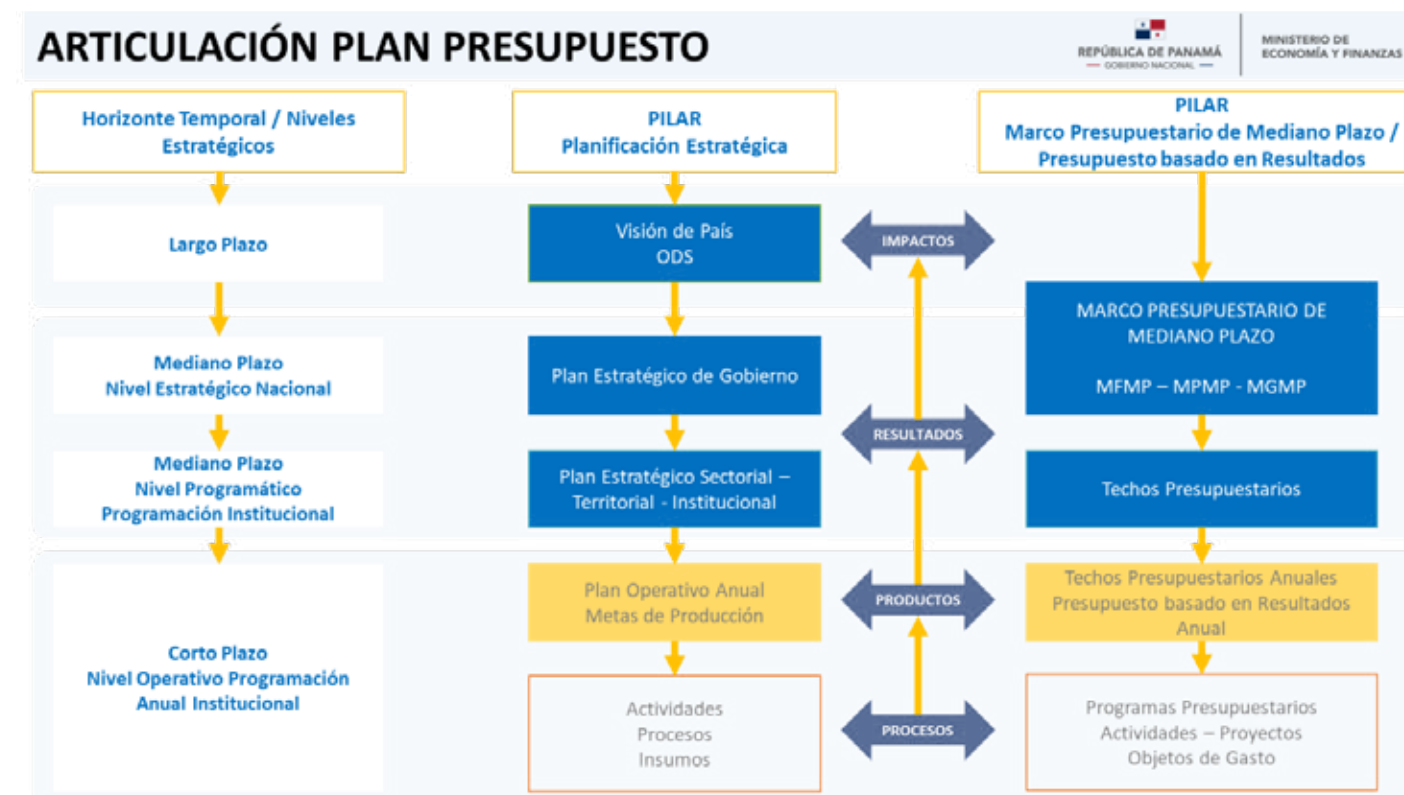 ARTICULACIÓN PLAN PRESUPUESTO
REPÚBLICA DE PANAMÁ
— GOBIERNO NACIONAL —
MINISTERIO DE
ECONOMÍA Y FINANZAS
Horizonte Temporal / Niveles
Estratégicos
PILAR
Planificación Estratégica
PILAR
Marco Presupuestario de Mediano Plazo /
Presupuesto basado en Resultados
Largo Plazo
Visión de País
ODS
IMPACTOS
MARCO PRESUPUESTARIO DE
MEDIANO PLAZO
MFMP – MPMP - MGMP
Mediano Plazo
Nivel Estratégico Nacional
Plan Estratégico de Gobierno
RESULTADOS
Mediano Plazo
Nivel Programático
Programación Institucional
Plan Estratégico Sectorial –
Territorial - Institucional
Techos Presupuestarios
Corto Plazo
Nivel Operativo Programación
Anual Institucional
Plan Operativo Anual
Metas de Producción
PRODUCTOS
Techos Presupuestarios Anuales
Presupuesto basado en Resultados
Anual
Actividades
Procesos
Insumos
PROCESOS
Programas Presupuestarios
Actividades – Proyectos
Objetos de Gasto